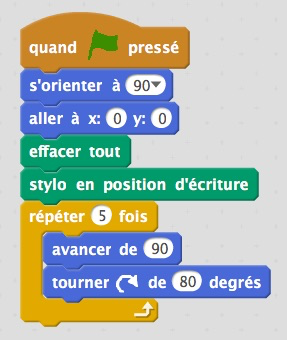 quand pressé
s'orienter à 90
aller à x: 0 y: 0
effacer tout
stylo en position d'écriture
répéter 5 fois
avancer de 90
tourner de 80 degrés